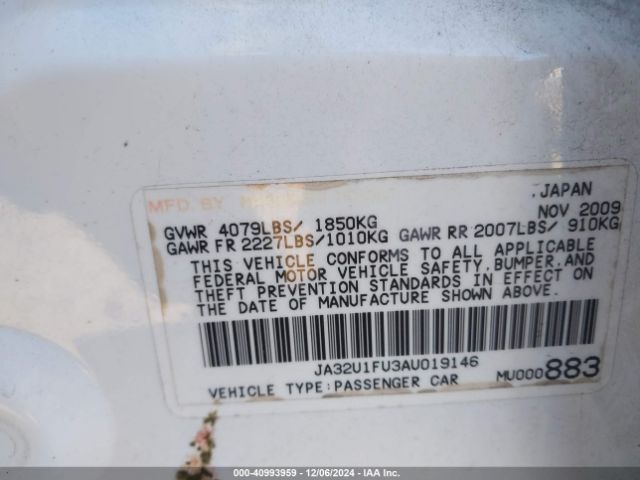 MFD BY
JAPAN
NOV 2009
GVWR 4079LBS/ 1850KG
GAWR FR 2227LBS/1010KG GAWR RR 2007LBS/ 910KG
THIS VEHICLE CONFORMS TO ALL APPLICABLE
FEDERAL MOTOR VEHICLE SAFETY, BUMPER, AND
THEFT PREVENTION STANDARDS IN EFFECT ON
THE DATE OF MANUFACTURE SHOWN ABOVE.
JA32U1FU3AU019146
VEHICLE TYPE:PASSENGER CAR MU000883
000-40993959 • 12/06/2024 • IAA Inc.